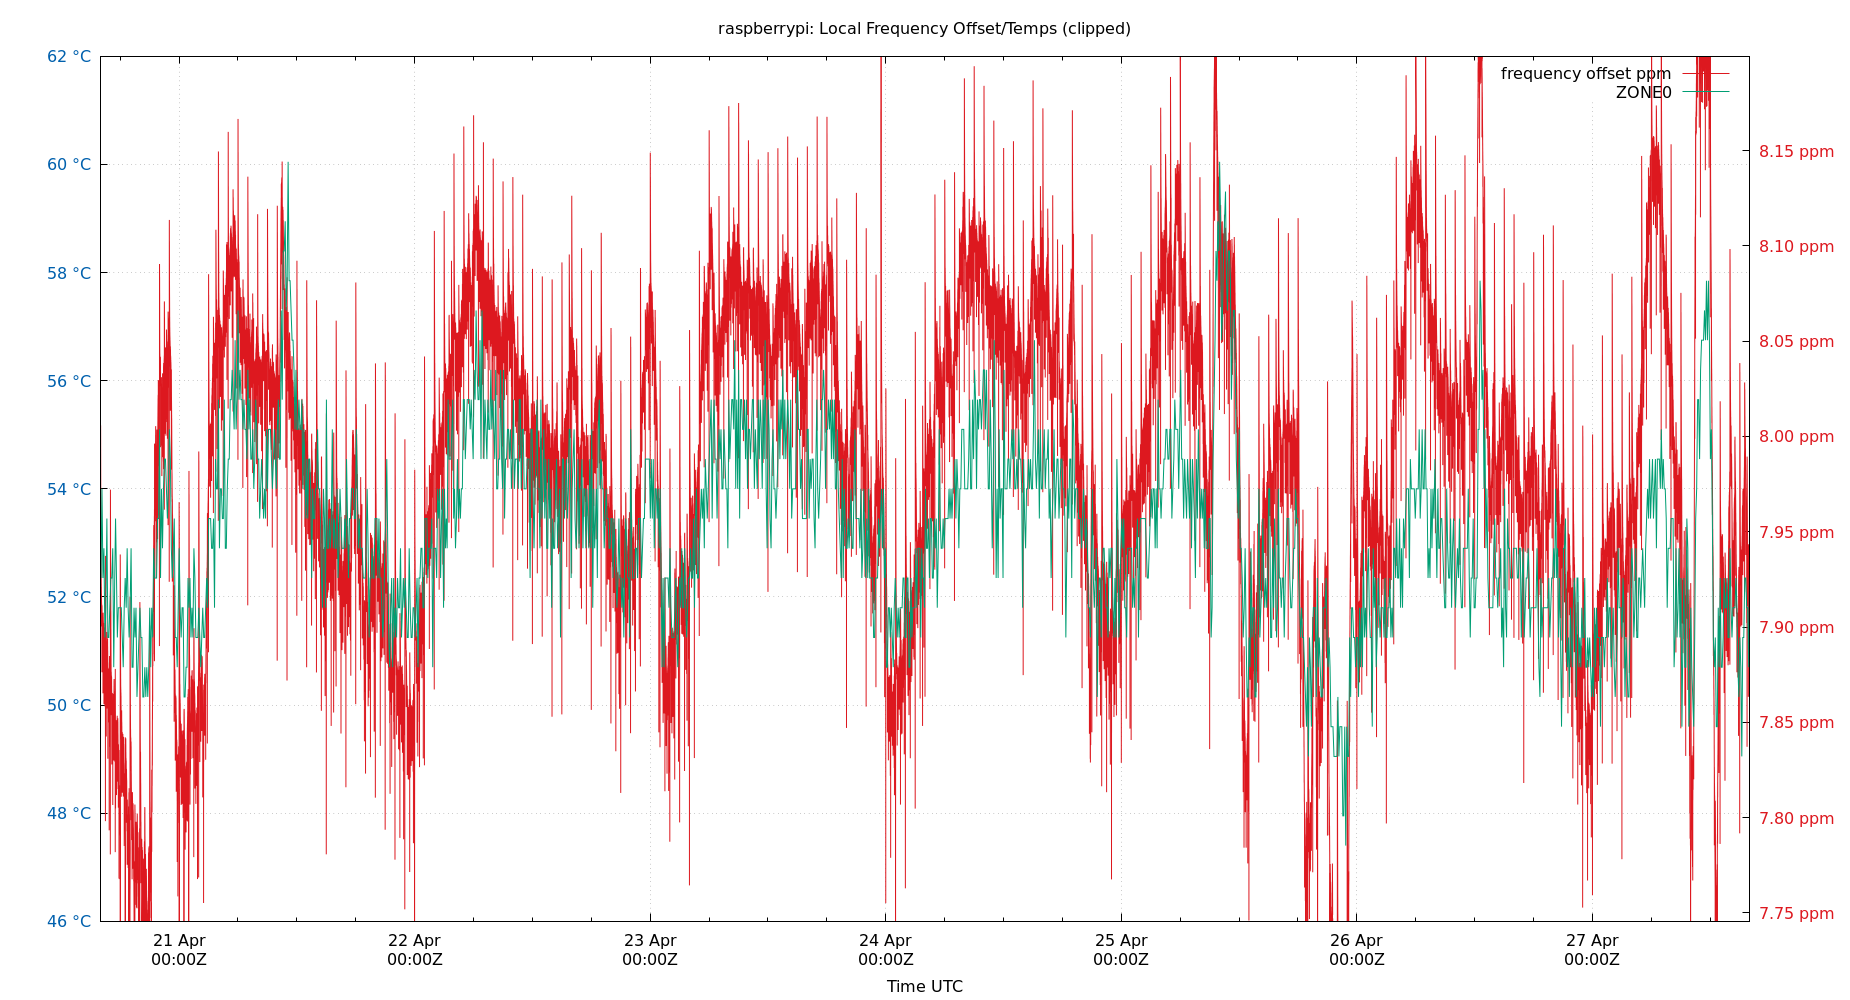 raspberrypi: Local Frequency Offset/Temps (clipped)
frequency offset ppm
ZONE0
62 °C
60 °C
58 °C
56 °C
54 °C
52 °C
50 °C
48 °C
46 °C
8.15 ppm
8.10 ppm
8.05 ppm
8.00 ppm
7.95 ppm
7.90 ppm
7.85 ppm
7.80 ppm
7.75 ppm
21 Apr 22 Apr 23 Apr 24 Apr 25 Apr 26 Apr 27 Apr
00:00Z 00:00Z 00:00Z 00:00Z 00:00Z 00:00Z 00:00Z
Time UTC